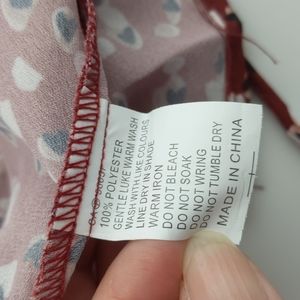 100% POLYESTER
GENTLE LUKE WARM WASH
WASH WITH LIKE COLOURS
LINE DRY IN SHADE
WARM IRON
DO NOT BLEACH
DO NOT SOAK
DO NOT WRING
DO NOT TUMBLE DRY
MADE IN CHINA